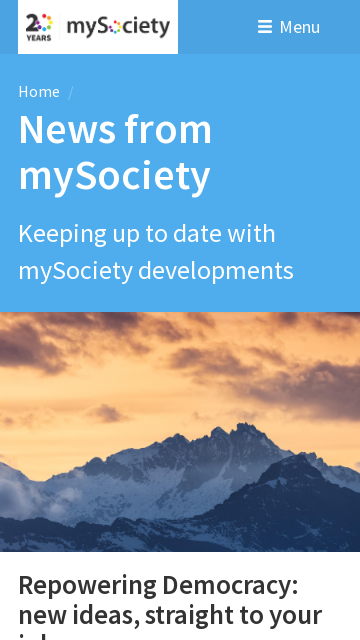 20 YEARS mySociety
Menu
Home /
News from
mySociety
Keeping up to date with
mySociety developments
Repowering Democracy:
new ideas, straight to your